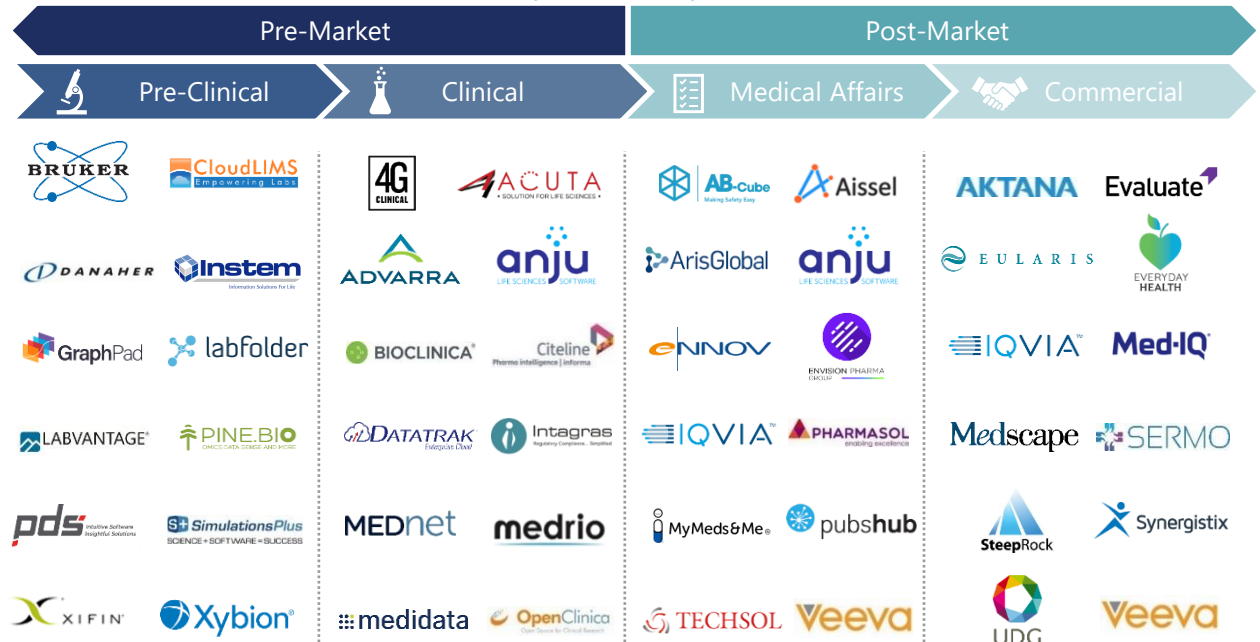 Pre-Market
Post-Market
Pre-Clinical
Clinical
Medical Affairs
Commercial
BRUKER
CloudLIMS
Empowering Labs
4G
CLINICAL
ACUTA
• SOLUTION FOR LIFE SCIENCES •
AB-Cube
Making Safety Easy
Aissel
AKTANA
Evaluate
DANAHER
Instem
Information Solutions For Life
ADVARRA
anju
LIFE SCIENCES SOFTWARE
ArisGlobal
anju
LIFE SCIENCES SOFTWARE
EULARIS
EVERYDAY
HEALTH
GraphPad
labfolder
BIOCLINICA®
Citeline
Pharma intelligence | informa
eNNOV
ENVISION PHARMA
GROUP
IQVIA™
Med-IQ®
LABVANTAGE®
PINE.BIO
OMICS DATA SENSE AND MORE
DATATRAK
Enterprise Cloud
Intagras
Regulatory Compliance... Simplified
IQVIA™
PHARMASOL
enabling excellence
Medscape
SERMO
pds
Intuitive Software
Insightful Solutions
S+ SimulationsPlus
SCIENCE + SOFTWARE = SUCCESS
MEDNET
medrio
MyMeds&Me®
pubshub
SteepRock
Synergistix
XIFIN®
Xybion®
medidata
OpenClinica
Open Source for Clinical Research
TECHSOL
Veeva
UDG
Veeva